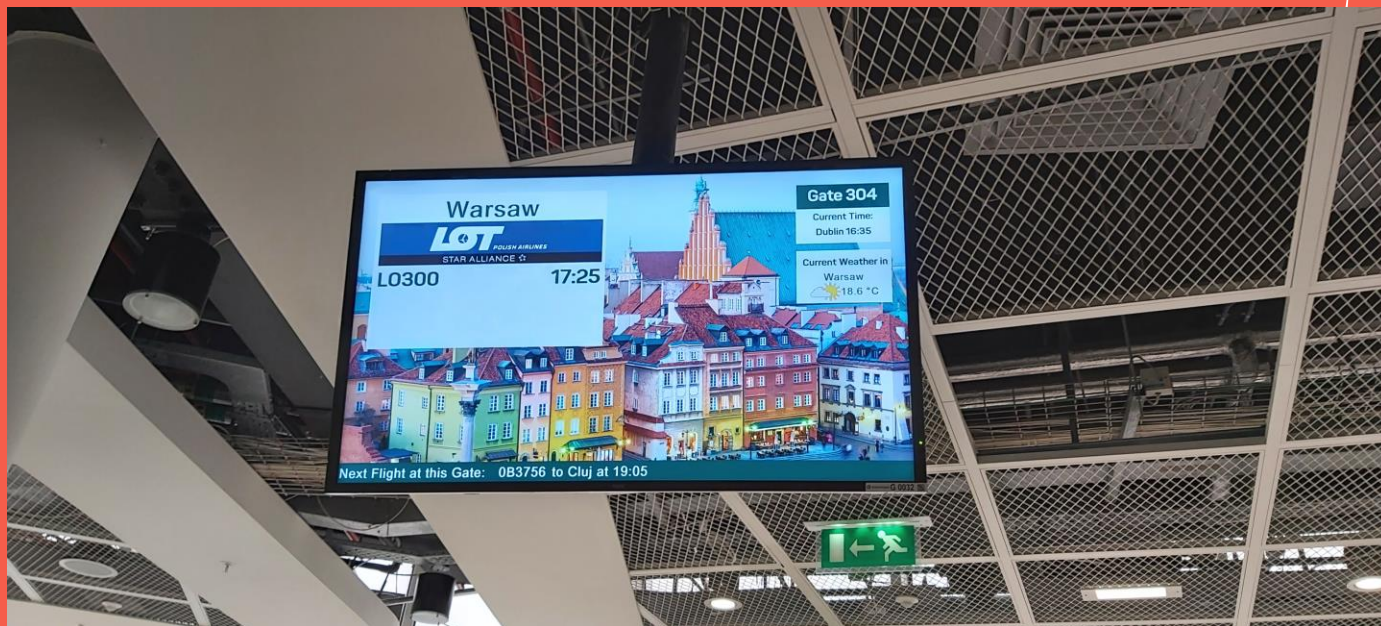 Warsaw
LOT POLISH AIRLINES
STAR ALLIANCE
LO300 17:25
Gate 304
Current Time:
Dublin 16:35
Current Weather in
Warsaw
18.6 °C
Next Flight at this Gate: 0B3756 to Cluj at 19:05
G 0032